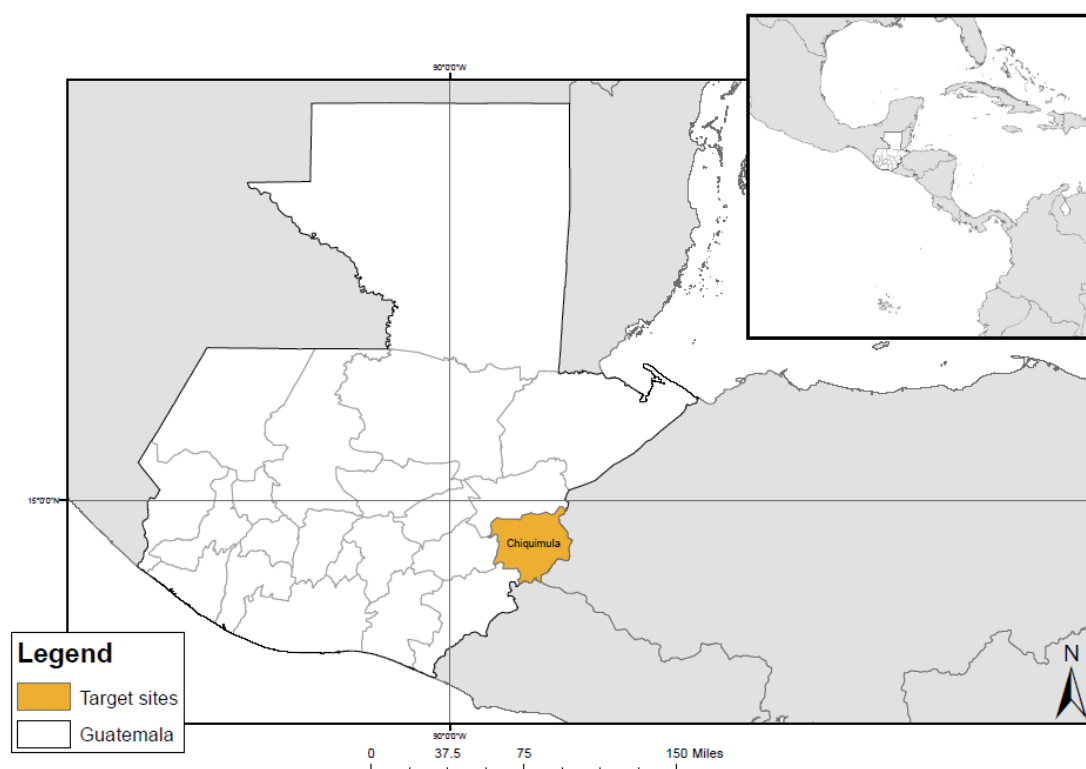 90°0'0"W
15°0'0"N
Chiquimula
Legend
Target sites
Guatemala
N
90°0'0"W
0 37.5 75 150 Miles